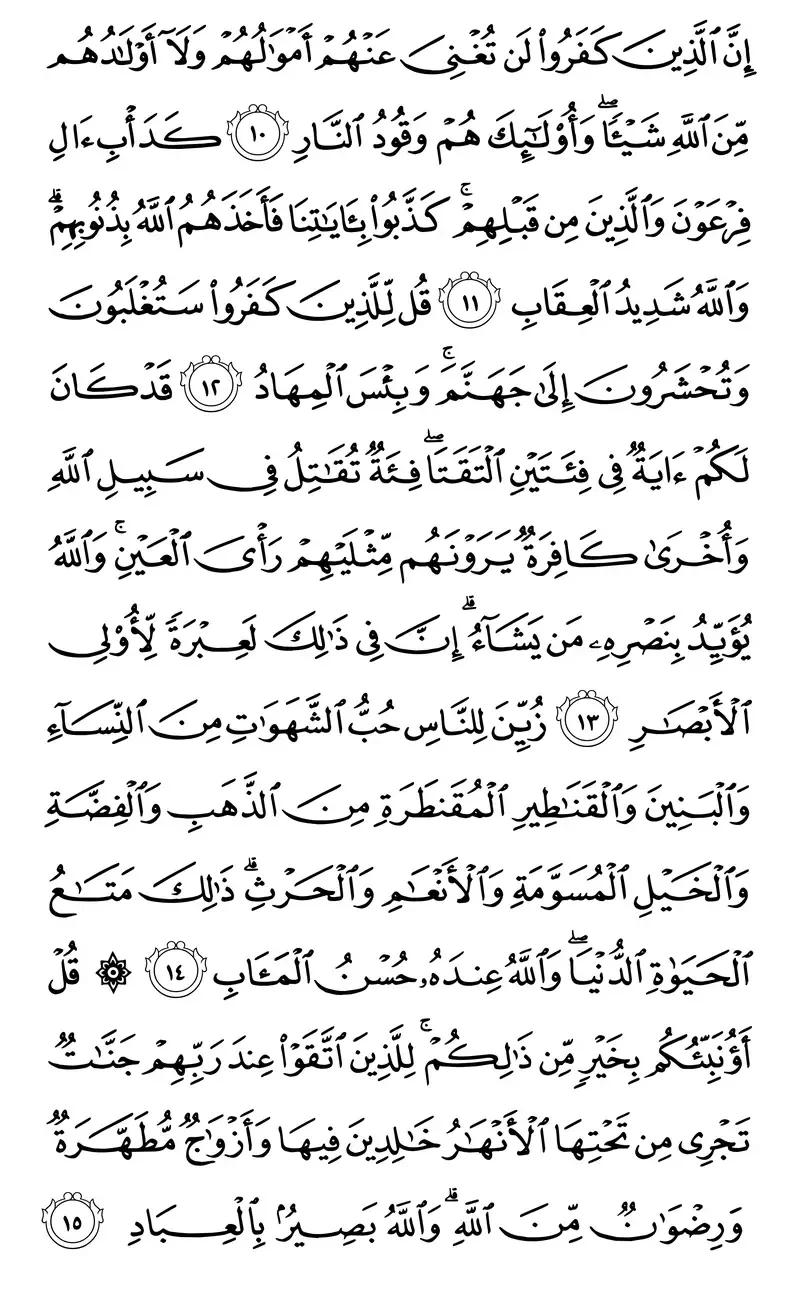 إِنَّ ٱلَّذِينَ كَفَرُوا۟ لَن تُغْنِىَ عَنْهُمْ أَمْوَٰلُهُمْ وَلَآ أَوْلَـٰدُهُم
مِّنَ ٱللَّهِ شَيْـًٔا ۖ وَأُو۟لَـٰٓئِكَ هُمْ وَقُودُ ٱلنَّارِ ١٠ كَدَأْبِ ءَالِ
فِرْعَوْنَ وَٱلَّذِينَ مِن قَبْلِهِمْ ۚ كَذَّبُوا۟ بِـَٔايَـٰتِنَا فَأَخَذَهُمُ ٱللَّهُ بِذُنُوبِهِمْ ۗ
وَٱللَّهُ شَدِيدُ ٱلْعِقَابِ ١١ قُل لِّلَّذِينَ كَفَرُوا۟ سَتُغْلَبُونَ
وَتُحْشَرُونَ إِلَىٰ جَهَنَّمَ ۚ وَبِئْسَ ٱلْمِهَادُ ١٢ قَدْ كَانَ
لَكُمْ ءَايَةٌ فِى فِئَتَيْنِ ٱلْتَقَتَا ۖ فِئَةٌ تُقَـٰتِلُ فِى سَبِيلِ ٱللَّهِ
وَأُخْرَىٰ كَافِرَةٌ يَرَوْنَهُم مِّثْلَيْهِمْ رَأْىَ ٱلْعَيْنِ ۚ وَٱللَّهُ
يُؤَيِّدُ بِنَصْرِهِۦ مَن يَشَآءُ ۗ إِنَّ فِى ذَٰلِكَ لَعِبْرَةً لِّأُو۟لِى
ٱلْأَبْصَـٰرِ ١٣ زُيِّنَ لِلنَّاسِ حُبُّ ٱلشَّهَوَٰتِ مِنَ ٱلنِّسَآءِ
وَٱلْبَنِينَ وَٱلْقَنَـٰطِيرِ ٱلْمُقَنطَرَةِ مِنَ ٱلذَّهَبِ وَٱلْفِضَّةِ
وَٱلْخَيْلِ ٱلْمُسَوَّمَةِ وَٱلْأَنْعَـٰمِ وَٱلْحَرْثِ ۗ ذَٰلِكَ مَتَـٰعُ
ٱلْحَيَوٰةِ ٱلدُّنْيَا ۖ وَٱللَّهُ عِندَهُۥ حُسْنُ ٱلْمَـَٔابِ ١٤ ۞ قُلْ
أَؤُنَبِّئُكُم بِخَيْرٍ مِّن ذَٰلِكُمْ ۚ لِلَّذِينَ ٱتَّقَوْا۟ عِندَ رَبِّهِمْ جَنَّـٰتٌ
تَجْرِى مِن تَحْتِهَا ٱلْأَنْهَـٰرُ خَـٰلِدِينَ فِيهَا وَأَزْوَٰجٌ مُّطَهَّرَةٌ
وَرِضْوَٰنٌ مِّنَ ٱللَّهِ ۗ وَٱللَّهُ بَصِيرٌۢ بِٱلْعِبَادِ ١٥